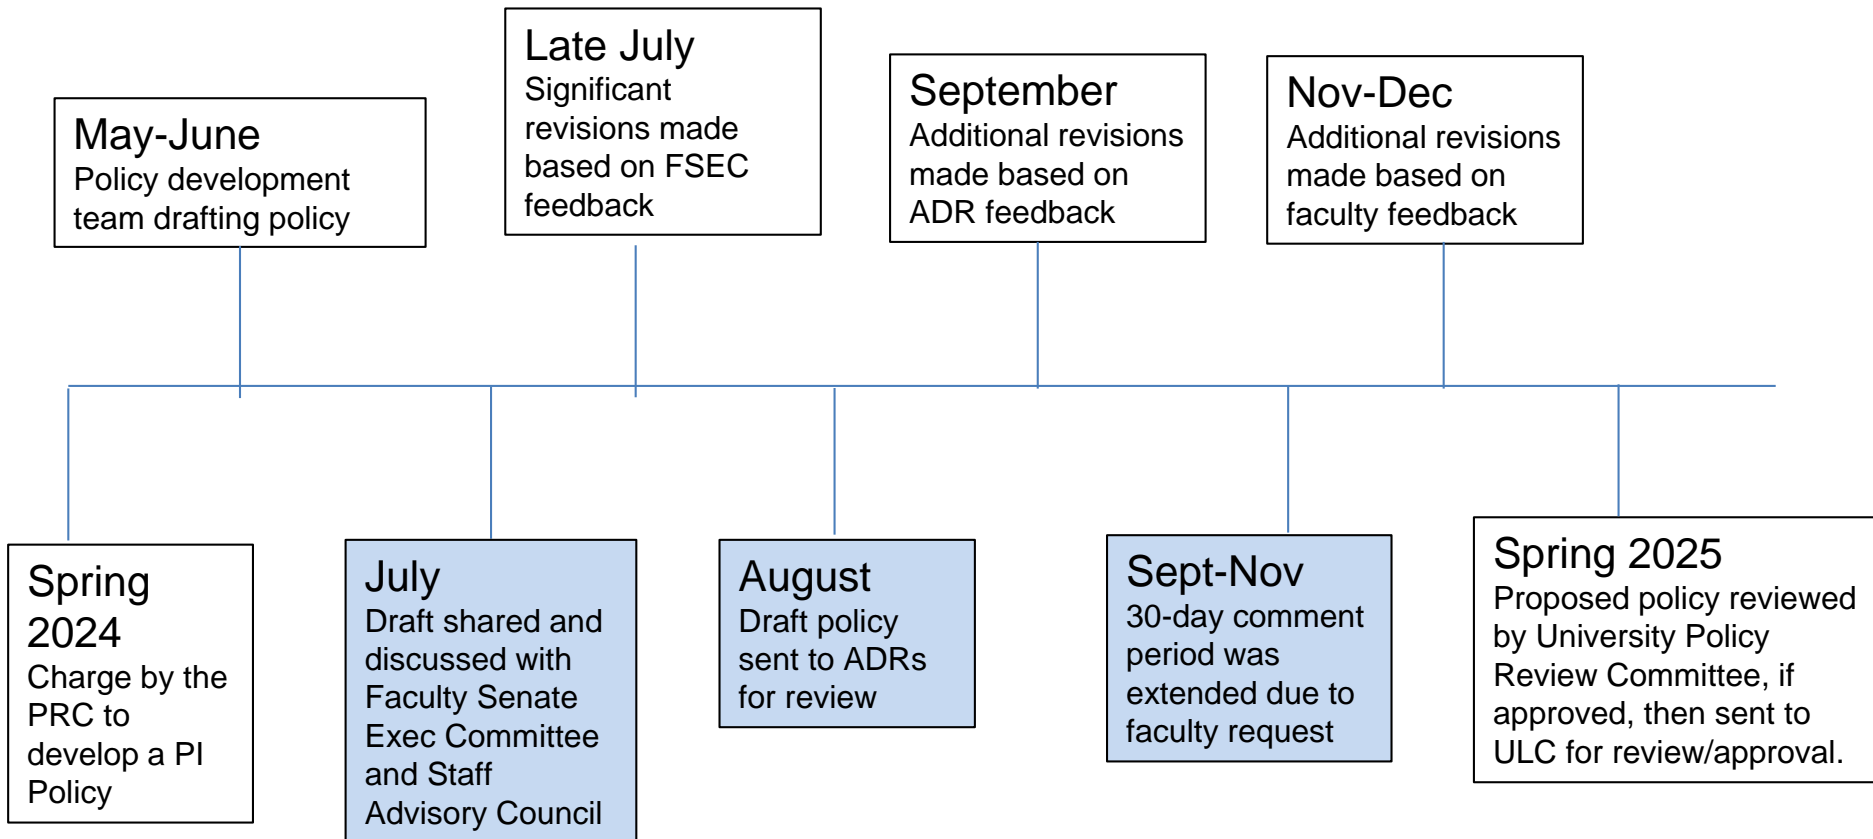 May-June
Policy development
team drafting policy
Late July
Significant
revisions made
based on FSEC
feedback
September
Additional revisions
made based on
ADR feedback
Nov-Dec
Additional revisions
made based on
faculty feedback
Spring
2024
Charge by the
PRC to
develop a PI
Policy
July
Draft shared and
discussed with
Faculty Senate
Exec Committee
and Staff
Advisory Council
August
Draft policy
sent to ADRs
for review
Sept-Nov
30-day comment
period was
extended due to
faculty request
Spring 2025
Proposed policy reviewed
by University Policy
Review Committee, if
approved, then sent to
ULC for review/approval.